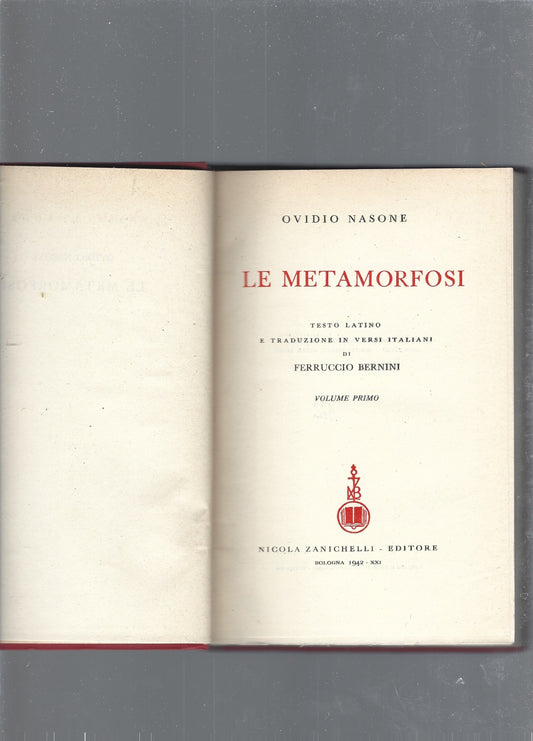 OVIDIO NASONE
LE METAMORFOSI
TESTO LATINO
E TRADUZIONE IN VERSI ITALIANI
DI
FERRUCCIO BERNINI
VOLUME PRIMO
NICOLA ZANICHELLI - EDITORE
BOLOGNA 1942 - XXI